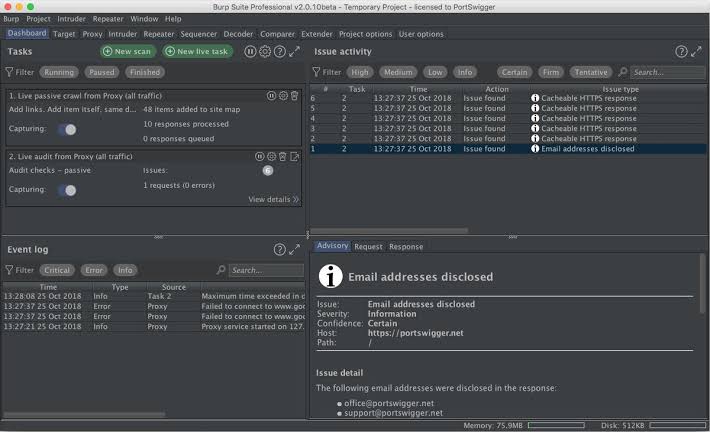 Burp Suite Professional v2.0.10beta - Temporary Project - licensed to PortSwigger
Burp Project Intruder Repeater Window Help
Dashboard Target Proxy Intruder Repeater Sequencer Decoder Comparer Extender Project options User options
Tasks
New scan
New live task
Filter Running Paused Finished
1. Live passive crawl from Proxy (all traffic)
Add links. Add item itself, same d... 48 items added to site map
10 responses processed
Capturing:
0 responses queued
2. Live audit from Proxy (all traffic)
Audit checks - passive Issues: 6
Capturing: 1 requests (0 errors)
View details
Event log
Filter Critical Error Info Search...
Time Type Source
13:28:08 25 Oct 2018 Info Task 2 Maximum time exceeded in d
13:27:37 25 Oct 2018 Error Proxy Failed to connect to www.goo
13:27:37 25 Oct 2018 Error Proxy Failed to connect to www.goo
13:27:21 25 Oct 2018 Info Proxy Proxy service started on 127.
Issue activity
Filter High Medium Low Info Certain Firm Tentative Search...
# Task Time Action Issue type
6 2 13:27:37 25 Oct 2018 Issue found Cacheable HTTPS response
5 2 13:27:37 25 Oct 2018 Issue found Cacheable HTTPS response
4 2 13:27:37 25 Oct 2018 Issue found Cacheable HTTPS response
3 2 13:27:37 25 Oct 2018 Issue found Cacheable HTTPS response
2 2 13:27:37 25 Oct 2018 Issue found Cacheable HTTPS response
1 2 13:27:37 25 Oct 2018 Issue found Email addresses disclosed
Advisory Request Response
Email addresses disclosed
Issue: Email addresses disclosed
Severity: Information
Confidence: Certain
Host: https://portswigger.net
Path: /
Issue detail
The following email addresses were disclosed in the response:
office@portswigger.net
support@portswigger.net
Memory: 75.9MB Disk: 512KB